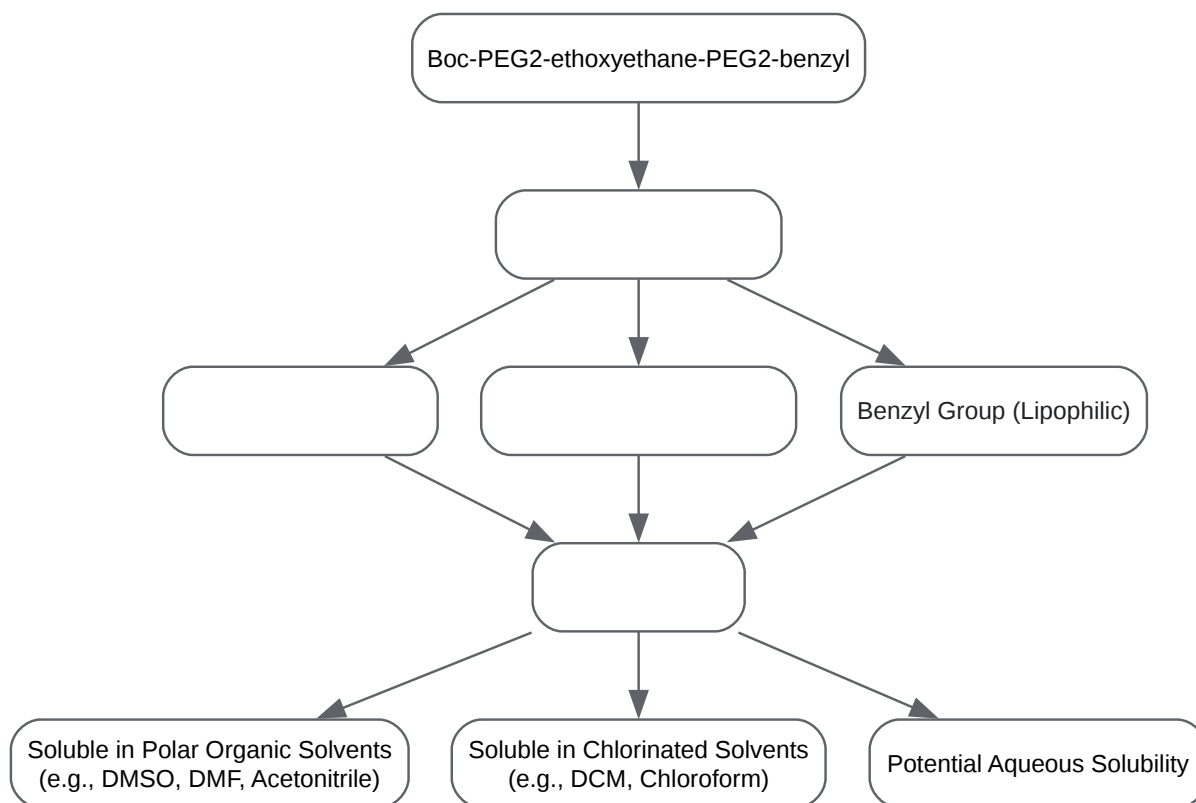 Boc-PEG2-ethoxyethane-PEG2-benzyl
Benzyl Group (Lipophilic)
Soluble in Polar Organic Solvents
(e.g., DMSO, DMF, Acetonitrile)
Soluble in Chlorinated Solvents
(e.g., DCM, Chloroform)
Potential Aqueous Solubility